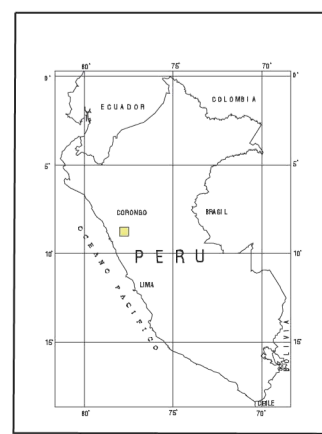 80° 75° 70°
0° 0°
ECUADOR
COLOMBIA
5° 5°
CORONGO
BRASIL
OCEANO PACIFICO
10° PERU 10°
LIMA
15° 15°
BOLIVIA
CHILE
80° 75° 70°